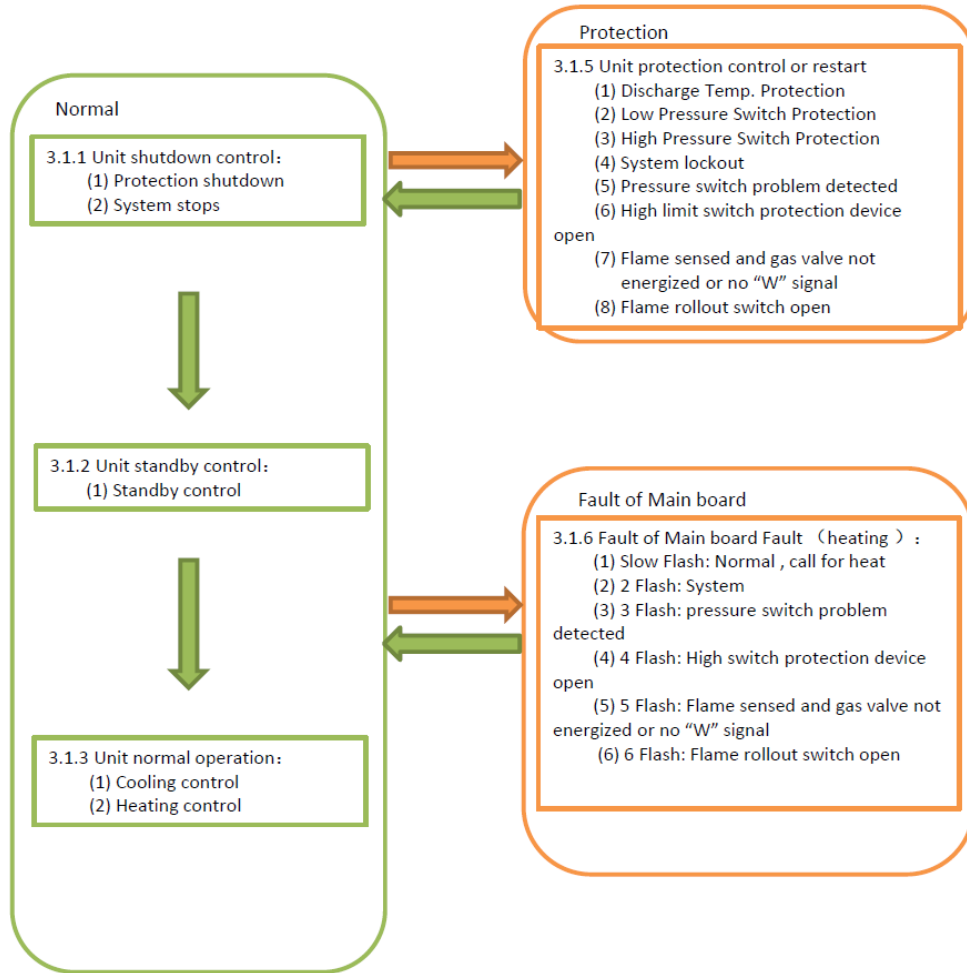 Normal
3.1.1 Unit shutdown control：
(1) Protection shutdown
(2) System stops
3.1.2 Unit standby control：
(1) Standby control
3.1.3 Unit normal operation：
(1) Cooling control
(2) Heating control
Protection
3.1.5 Unit protection control or restart
(1) Discharge Temp. Protection
(2) Low Pressure Switch Protection
(3) High Pressure Switch Protection
(4) System lockout
(5) Pressure switch problem detected
(6) High limit switch protection device
open
(7) Flame sensed and gas valve not
energized or no “W” signal
(8) Flame rollout switch open
Fault of Main board
3.1.6 Fault of Main board Fault （heating ）：
(1) Slow Flash: Normal , call for heat
(2) 2 Flash: System
(3) 3 Flash: pressure switch problem
detected
(4) 4 Flash: High switch protection device
open
(5) 5 Flash: Flame sensed and gas valve not
energized or no “W” signal
(6) 6 Flash: Flame rollout switch open